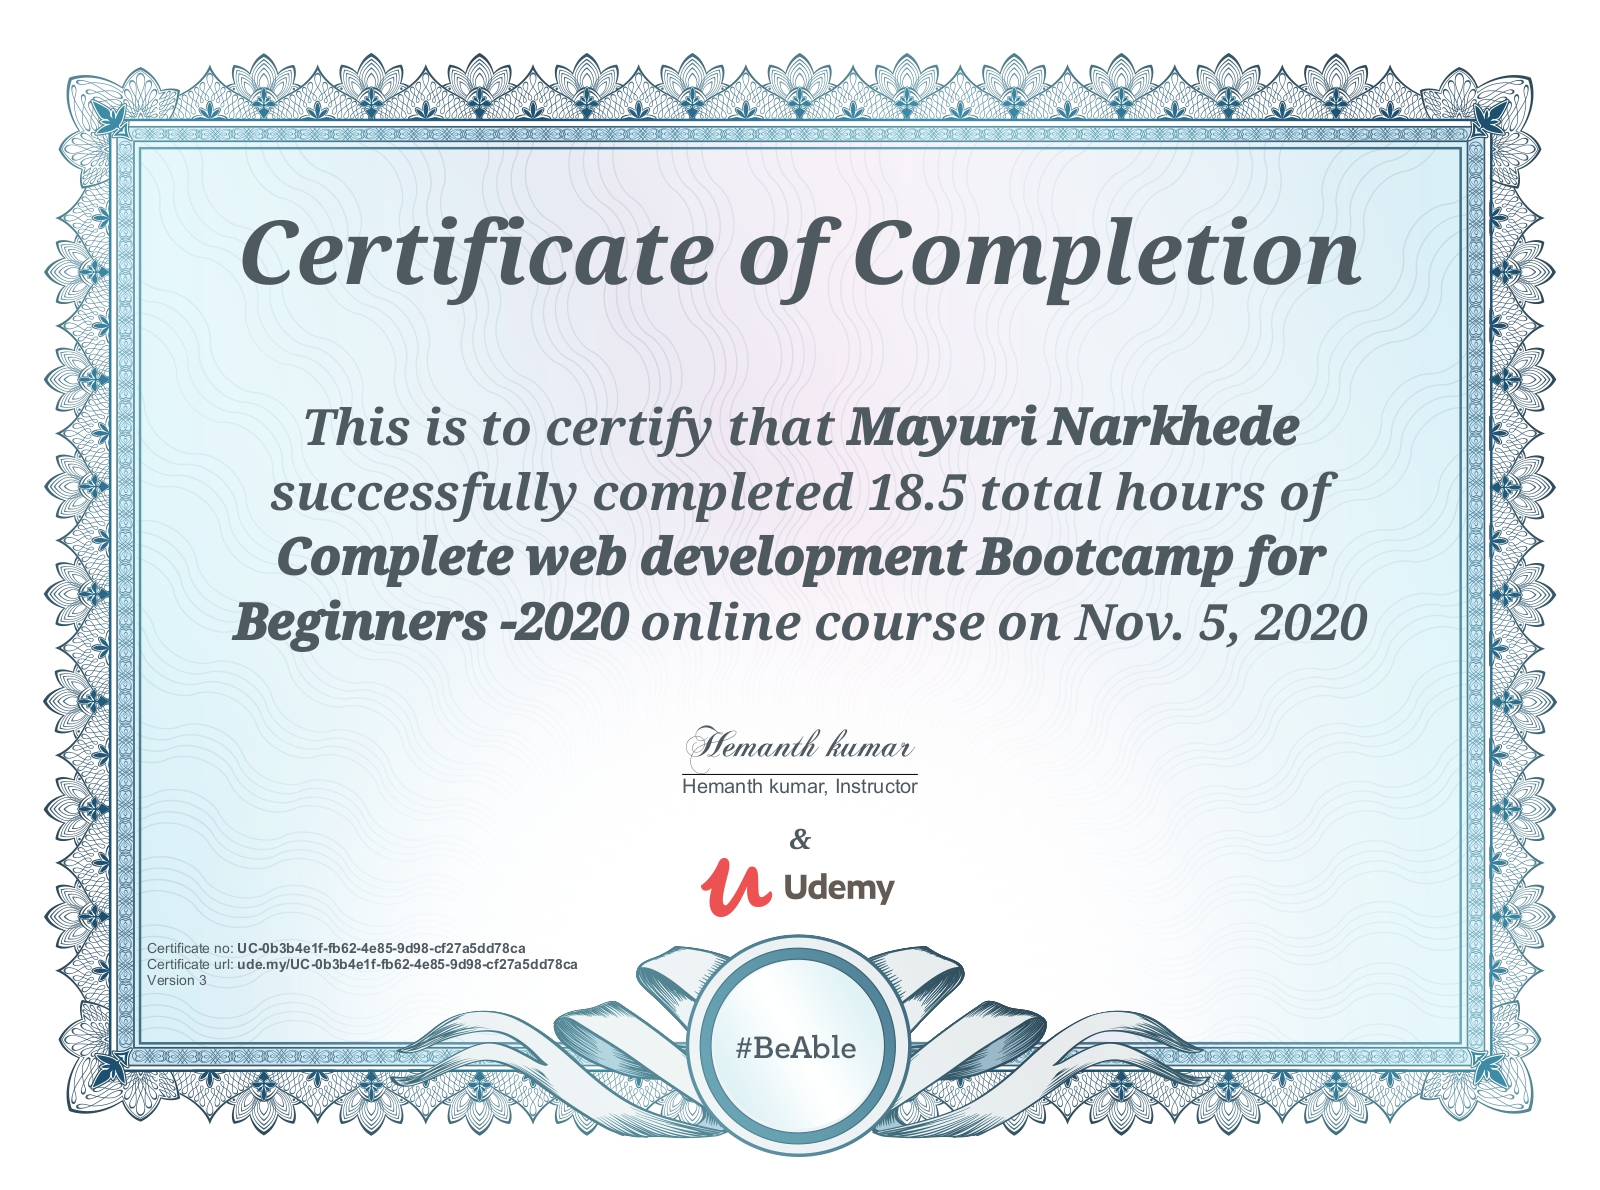 Certificate of Completion
This is to certify that Mayuri Narkhede
successfully completed 18.5 total hours of
Complete web development Bootcamp for
Beginners -2020 online course on Nov. 5, 2020
Hemanth kumar
Hemanth kumar, Instructor
&
Udemy
Certificate no: UC-0b3b4e1f-fb62-4e85-9d98-cf27a5dd78ca
Certificate url: ude.my/UC-0b3b4e1f-fb62-4e85-9d98-cf27a5dd78ca
Version 3
#BeAble